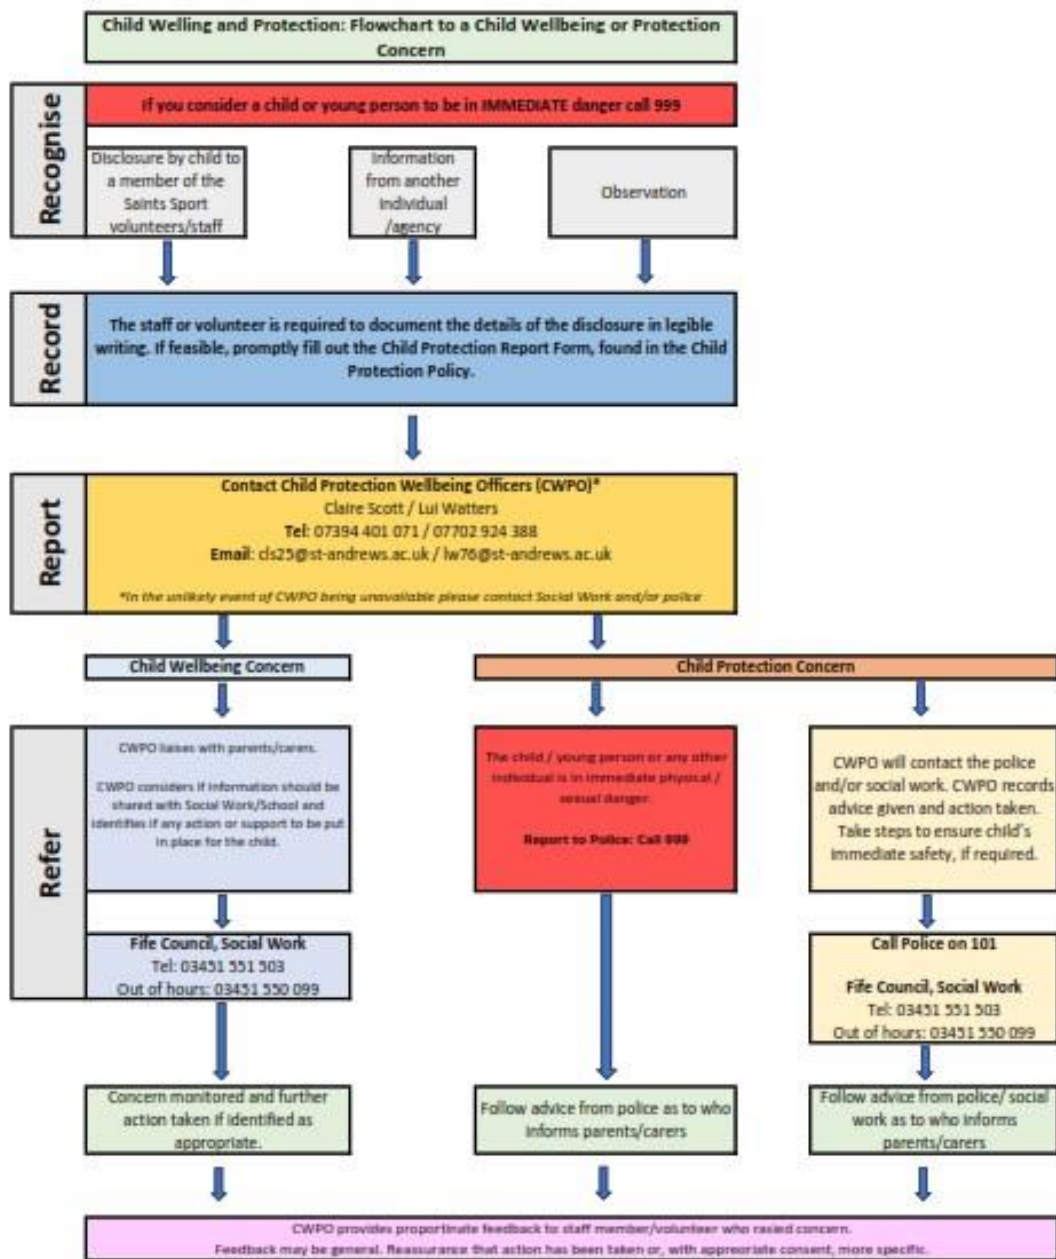 Child Welling and Protection: Flowchart to a Child Wellbeing or Protection
Concern
Recognise
If you consider a child or young person to be in IMMEDIATE danger call 999
Disclosure by child to
a member of the
Saints Sport
volunteers/staff
Information
from another
individual
/agency
Observation
Record
The staff or volunteer is required to document the details of the disclosure in legible
writing. If feasible, promptly fill out the Child Protection Report Form, found in the Child
Protection Policy.
Report
Contact Child Protection Wellbeing Officers (CWPO)*
Claire Scott / Lui Watters
Tel: 07394 401 071 / 07702 924 388
Email: cls25@st-andrews.ac.uk / lw76@st-andrews.ac.uk
*In the unlikely event of CWPO being unavailable please contact Social Work and/or police
Child Wellbeing Concern
Child Protection Concern
Refer
CWPO liaises with parents/carers.
CWPO considers if information should be
shared with Social Work/School and
identifies if any action or support to be put
in place for the child.
The child / young person or any other
individual is in immediate physical /
sexual danger.
Report to Police: Call 999
CWPO will contact the police
and/or social work. CWPO records
advice given and action taken.
Take steps to ensure child's
immediate safety, if required.
Fife Council, Social Work
Tel: 03451 551 503
Out of hours: 03451 550 099
Call Police on 101
Fife Council, Social Work
Tel: 03451 551 503
Out of hours: 03451 550 099
Concern monitored and further
action taken if identified as
appropriate.
Follow advice from police as to who
informs parents/carers
Follow advice from police/ social
work as to who informs
parents/carers
CWPO provides proportinate feedback to staff member/volunteer who rasied concern.
Feedback may be general. Reassurance that action has been taken or, with appreoriate consent, more specific.